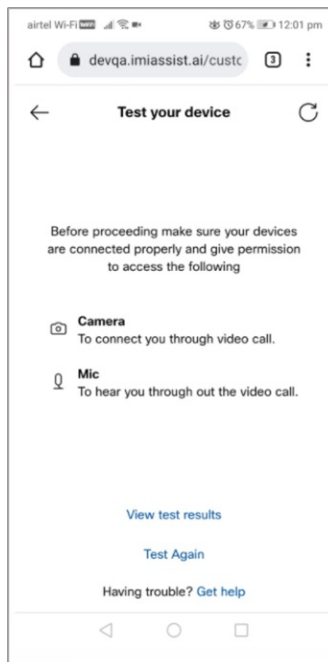 airtel Wi-Fi 67% 12:01 pm
devqa.imiassist.ai/custc 3
Test your device
Before proceeding make sure your devices
are connected properly and give permission
to access the following
Camera
To connect you through video call.
Mic
To hear you through out the video call.
View test results
Test Again
Having trouble? Get help